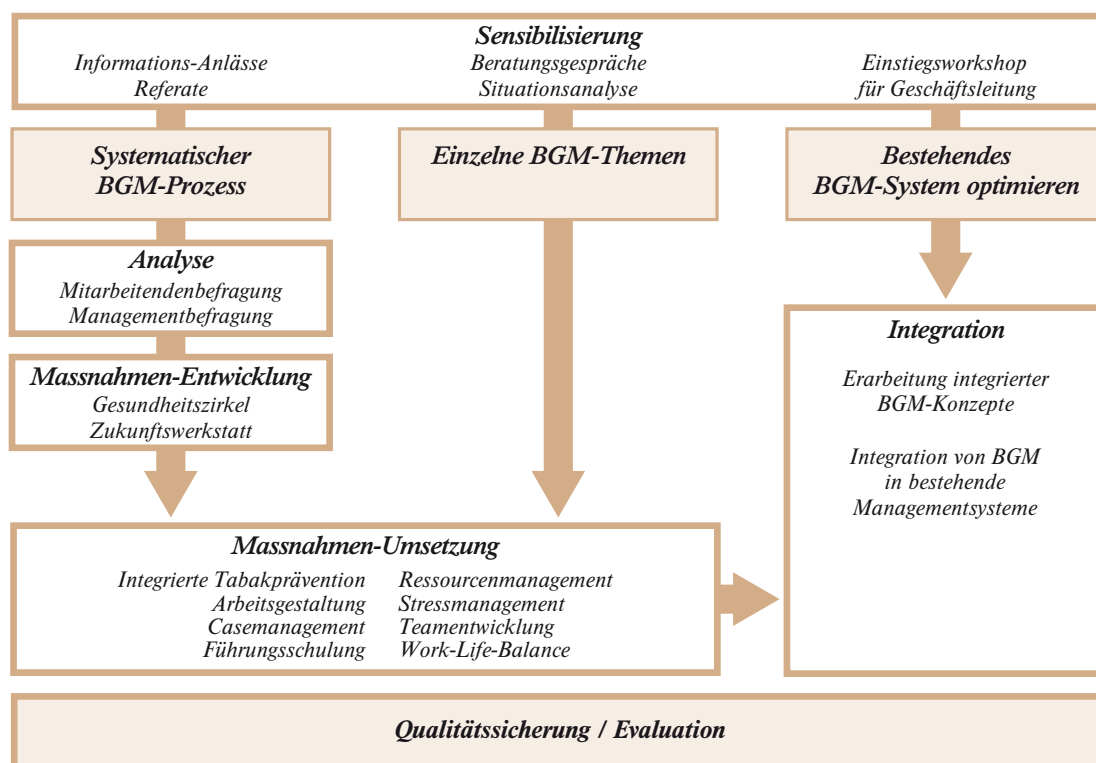 Sensibilisierung
Informations-Anlässe
Referate
Beratungsgespräche
Situationsanalyse
Einstiegsworkshop
für Geschäftsleitung
Systematischer
BGM-Prozess
Einzelne BGM-Themen
Bestehendes
BGM-System optimieren
Analyse
Mitarbeitendenbefragung
Managementbefragung
Massnahmen-Entwicklung
Gesundheitszirkel
Zukunftswerkstatt
Integration
Erarbeitung integrierter
BGM-Konzepte
Integration von BGM
in bestehende
Managementsysteme
Massnahmen-Umsetzung
Integrierte Tabakprävention
Arbeitsgestaltung
Casemanagement
Führungsschulung
Ressourcenmanagement
Stressmanagement
Teamentwicklung
Work-Life-Balance
Qualitätssicherung / Evaluation